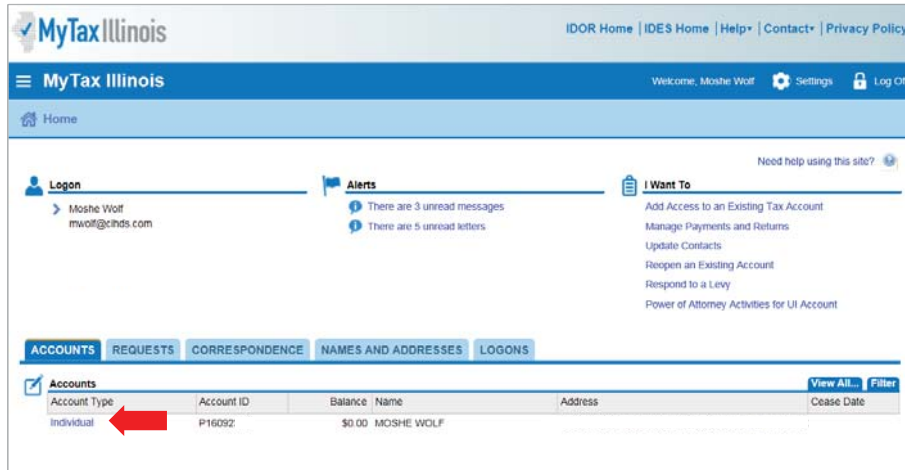 MyTax Illinois
IDOR Home | IDES Home | Help | Contact | Privacy Policy
MyTax Illinois
Welcome, Moshe Wolf Settings Log Of
Home
Need help using this site?
Logon
Moshe Wolf
mwolf@clhds.com
Alerts
There are 3 unread messages
There are 5 unread letters
I Want To
Add Access to an Existing Tax Account
Manage Payments and Returns
Update Contacts
Reopen an Existing Account
Respond to a Levy
Power of Attorney Activities for UI Account
ACCOUNTS REQUESTS CORRESPONDENCE NAMES AND ADDRESSES LOGONS
Accounts View All... Filter
Account Type Account ID Balance Name Address Cease Date
Individual P16092 $0.00 MOSHE WOLF